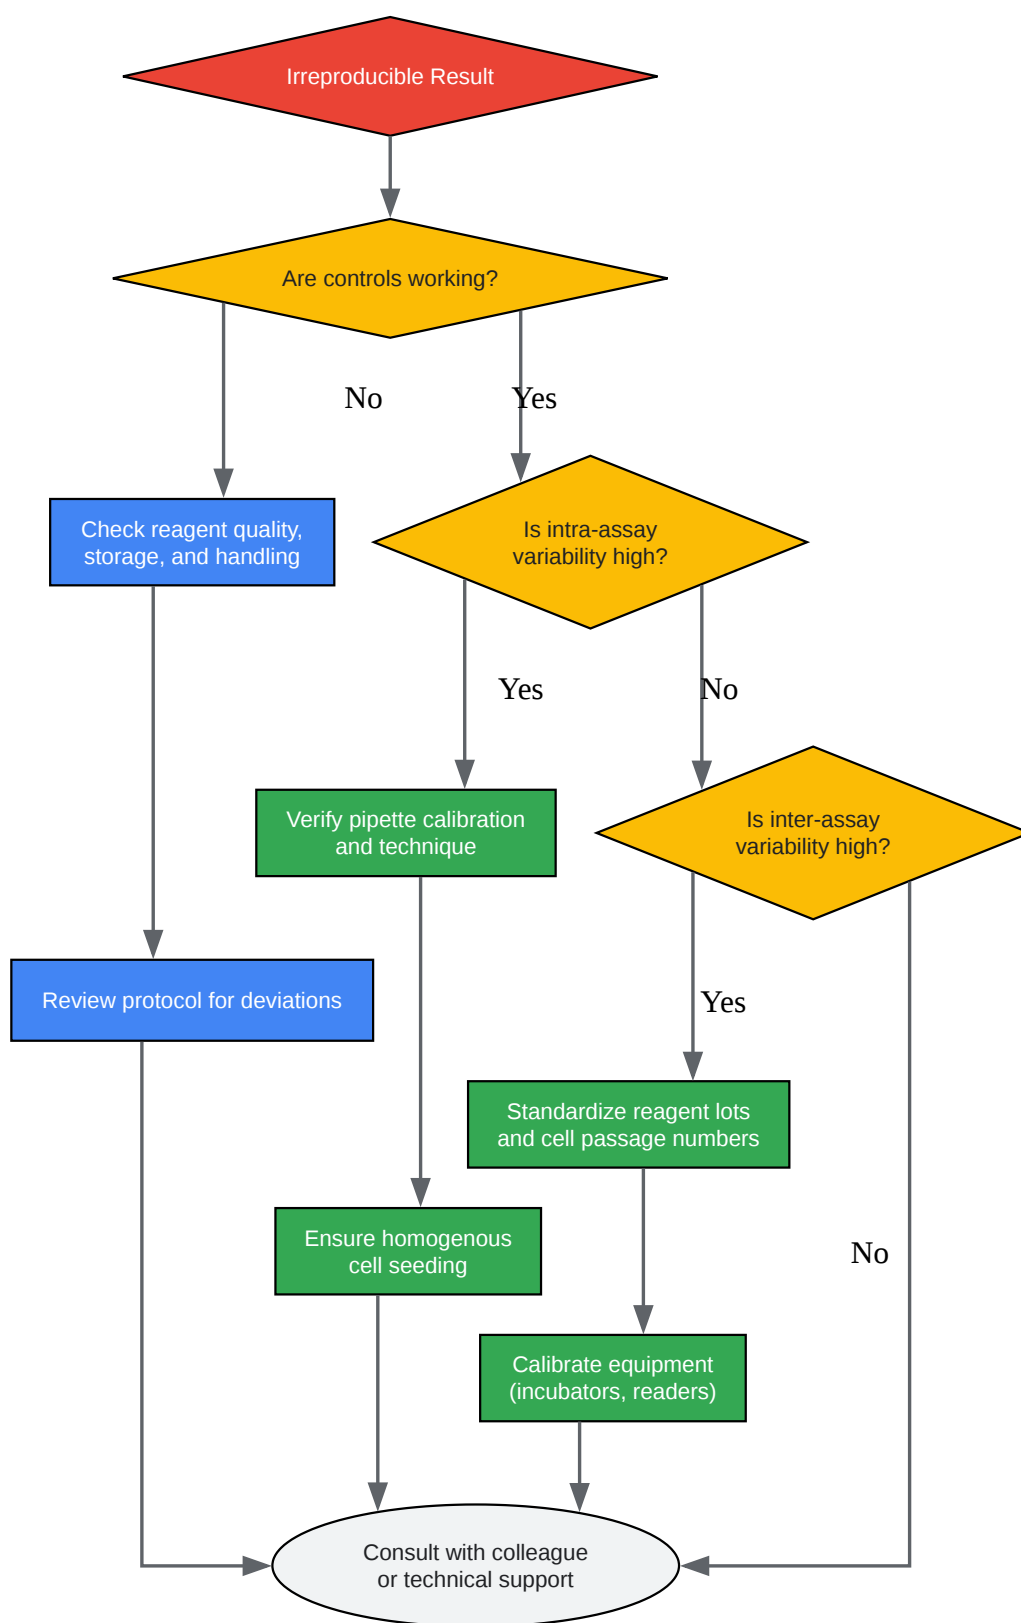 Irreproducible Result
Are controls working?
No
Yes
Check reagent quality,
storage, and handling
Is intra-assay
variability high?
Yes
No
Verify pipette calibration
and technique
Is inter-assay
variability high?
Review protocol for deviations
Yes
Standardize reagent lots
and cell passage numbers
Ensure homogenous
cell seeding
No
Calibrate equipment
(incubators, readers)
Consult with colleague
or technical support